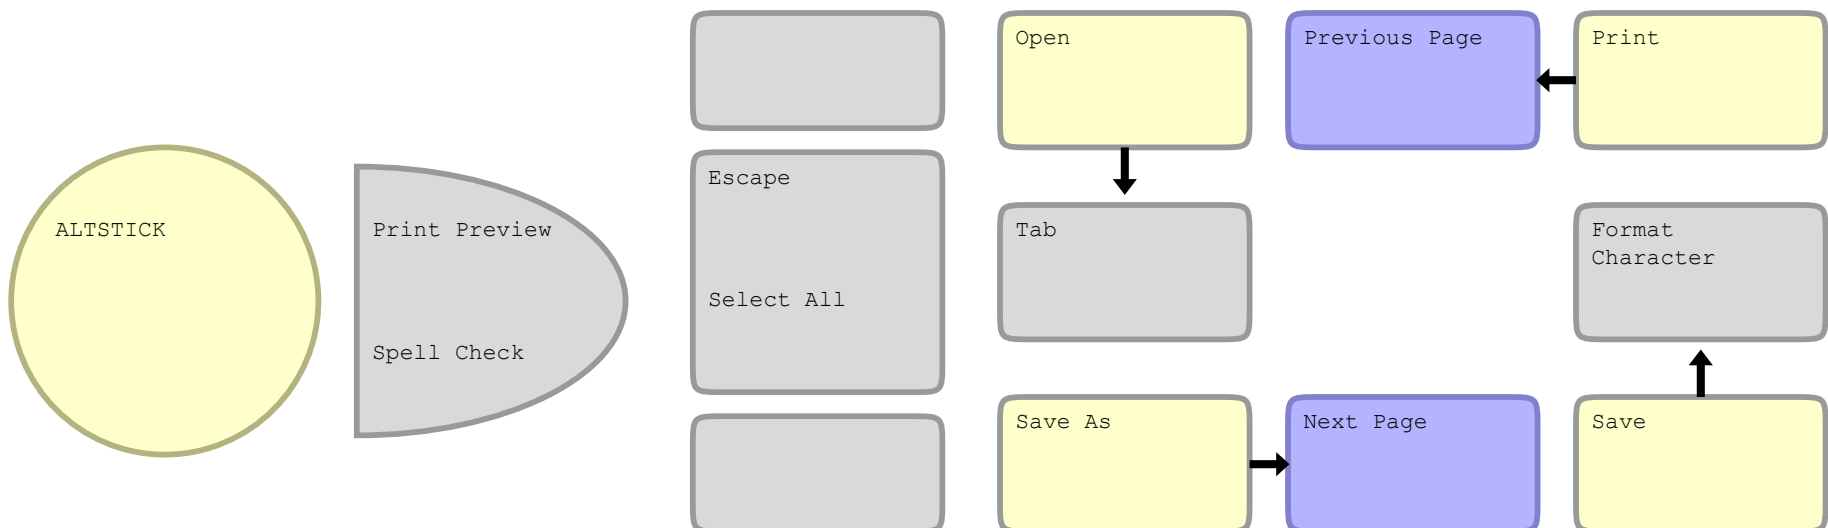 Open
Previous Page
Print
Escape
ALTSTICK
Print Preview
Tab
Format
Character
Select All
Spell Check
Save As
Next Page
Save